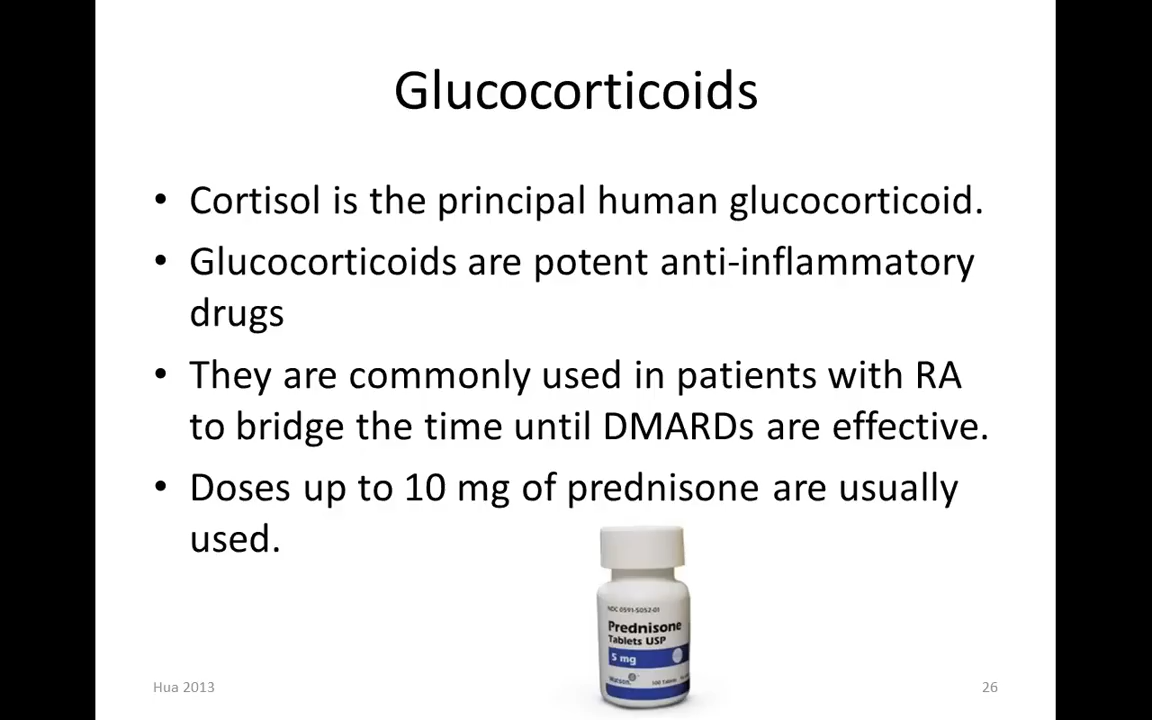 Glucocorticoids
• Cortisol is the principal human glucocorticoid.
• Glucocorticoids are potent anti-inflammatory
drugs
• They are commonly used in patients with RA
to bridge the time until DMARDs are effective.
• Doses up to 10 mg of prednisone are usually
used.
NDC 0591-5052-01
Prednisone
Tablets USP
5 mg
Watson
100 Tablets
Hua 2013
26